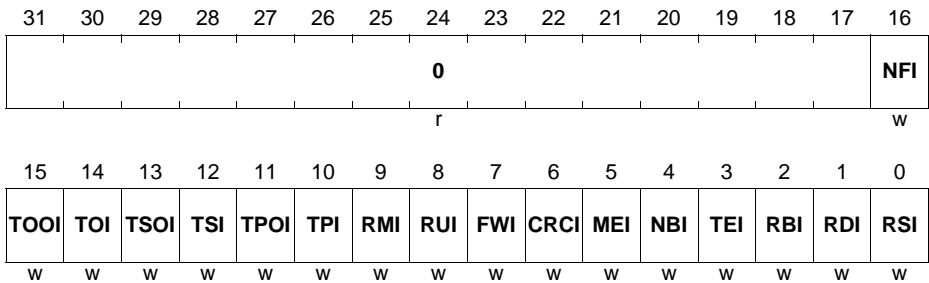 31 30 29 28 27 26 25 24 23 22 21 20 19 18 17 16
0 NFI
r w
15 14 13 12 11 10 9 8 7 6 5 4 3 2 1 0
TOOI TOI TSOI TSI TPOI TPI RMI RUI FWI CRCI MEI NBI TEI RBI RDI RSI
w w w w w w w w w w w w w w w w